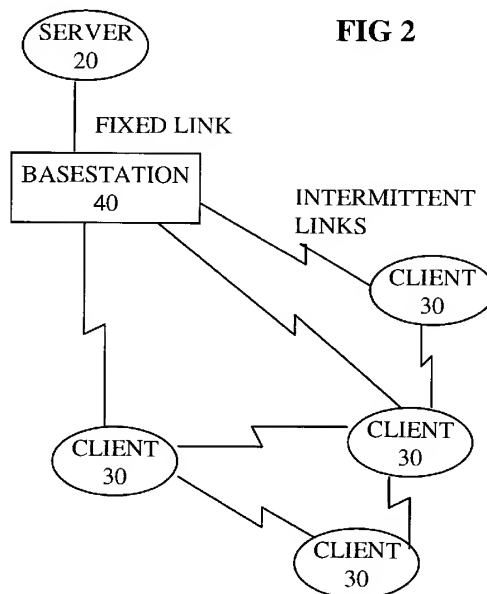 FIG 2
SERVER
20
FIXED LINK
BASESTATION
40
INTERMITTENT
LINKS
CLIENT
30
CLIENT
30
CLIENT
30
CLIENT
30